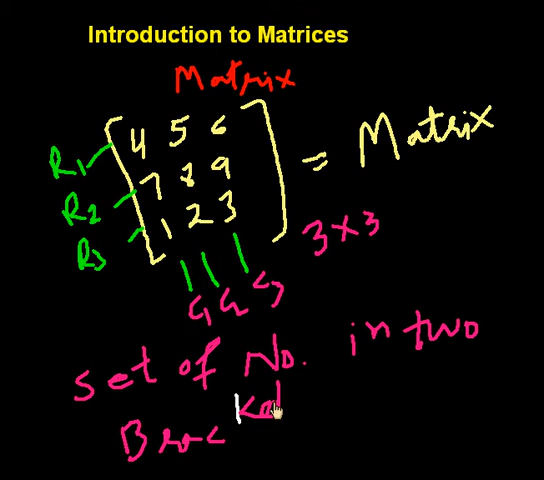 Introduction to Matrices
Matrix
R1 4 5 6
R2 7 8 9 = Matrix
R3 1 2 3 3×3
C1 C2 C3
set of No. in two
Brac